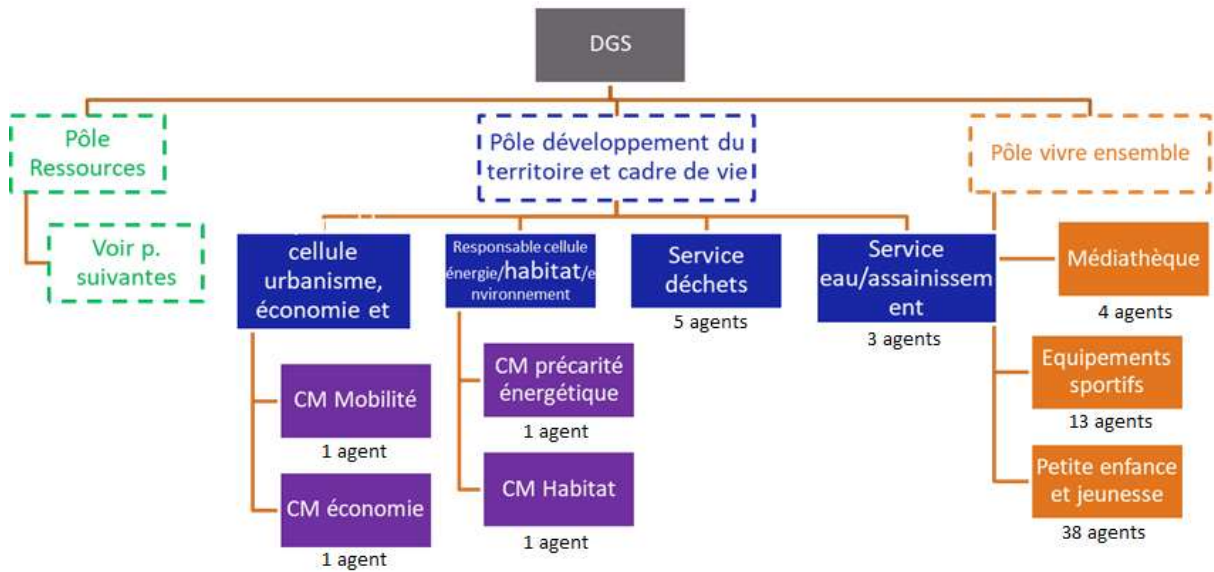 DGS
Pôle
Ressources
Voir p.
suivantes
Pôle développement du
territoire et cadre de vie
cellule
urbanisme,
économie et
CM Mobilité
1 agent
CM économie
1 agent
Responsable cellule
énergie/habitat/e
nvironnement
CM précarité
énergétique
1 agent
CM Habitat
1 agent
Service
déchets
5 agents
Service
eau/assainissem
ent
3 agents
Pôle vivre ensemble
Médiathèque
4 agents
Equipements
sportifs
13 agents
Petite enfance
et jeunesse
38 agents